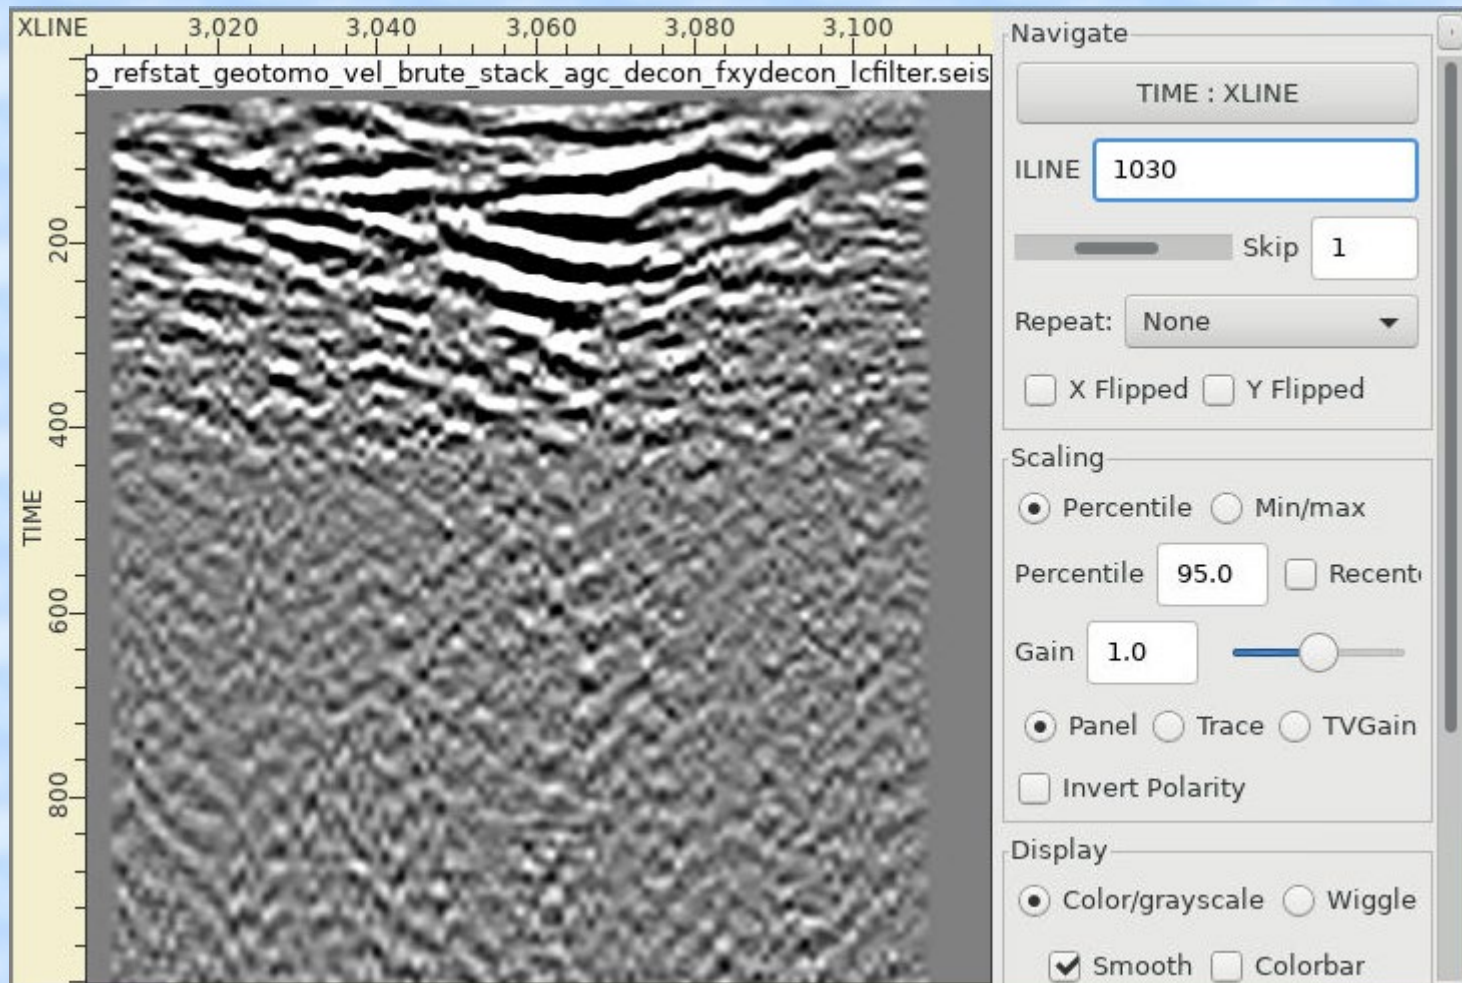 XLINE 3,020 3,040 3,060 3,080 3,100
o_refstat_geotomo_vel_brute_stack_agc_decon_fxydecon_lcfilter.seis
TIME
200
400
600
800
Navigate
TIME : XLINE
ILINE 1030
Skip 1
Repeat: None
X Flipped Y Flipped
Scaling
Percentile Min/max
Percentile 95.0 Recente
Gain 1.0
Panel Trace TVGain
Invert Polarity
Display
Color/grayscale Wiggle
Smooth Colorbar